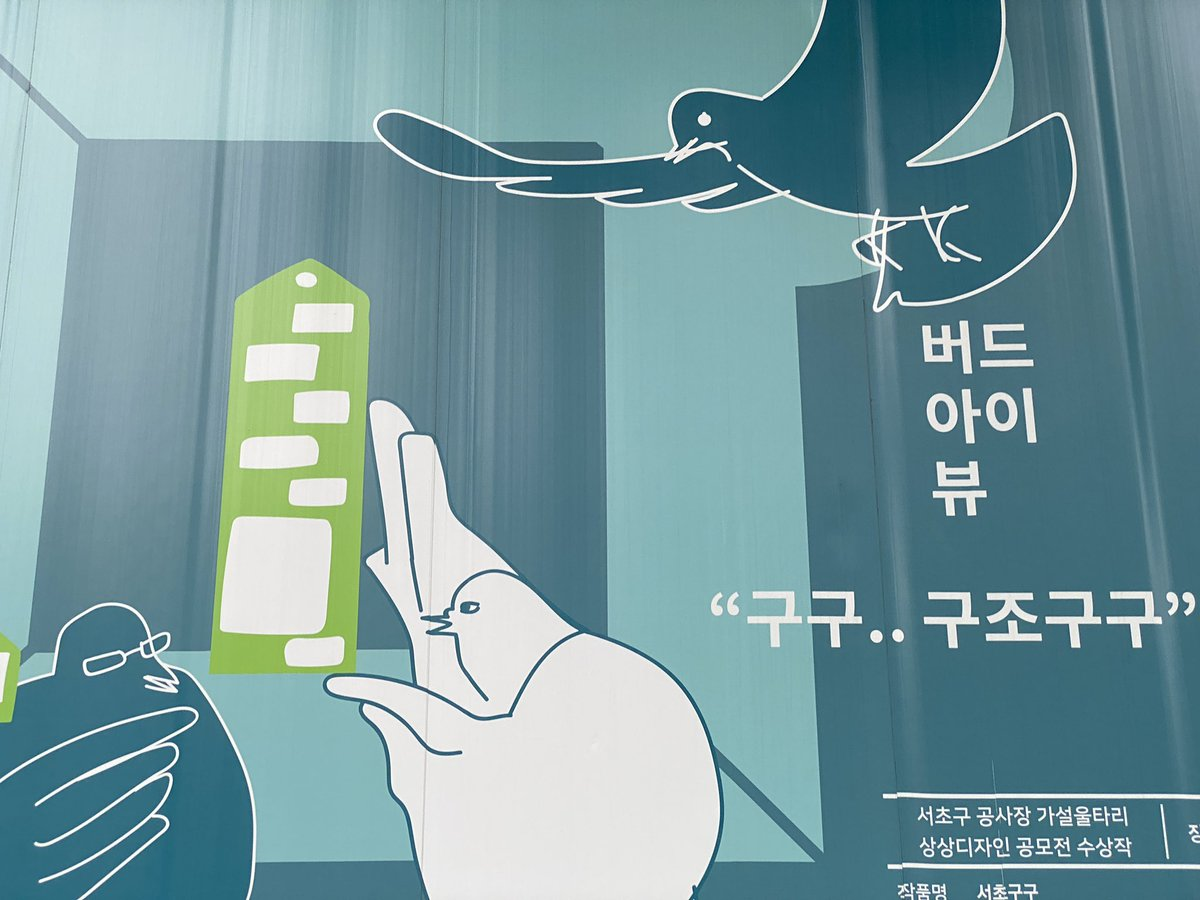 버드
아이
뷰
“구구.. 구조구구”
서초구 공사장 가설울타리
상상디자인 공모전 수상작
작품명 서초구구